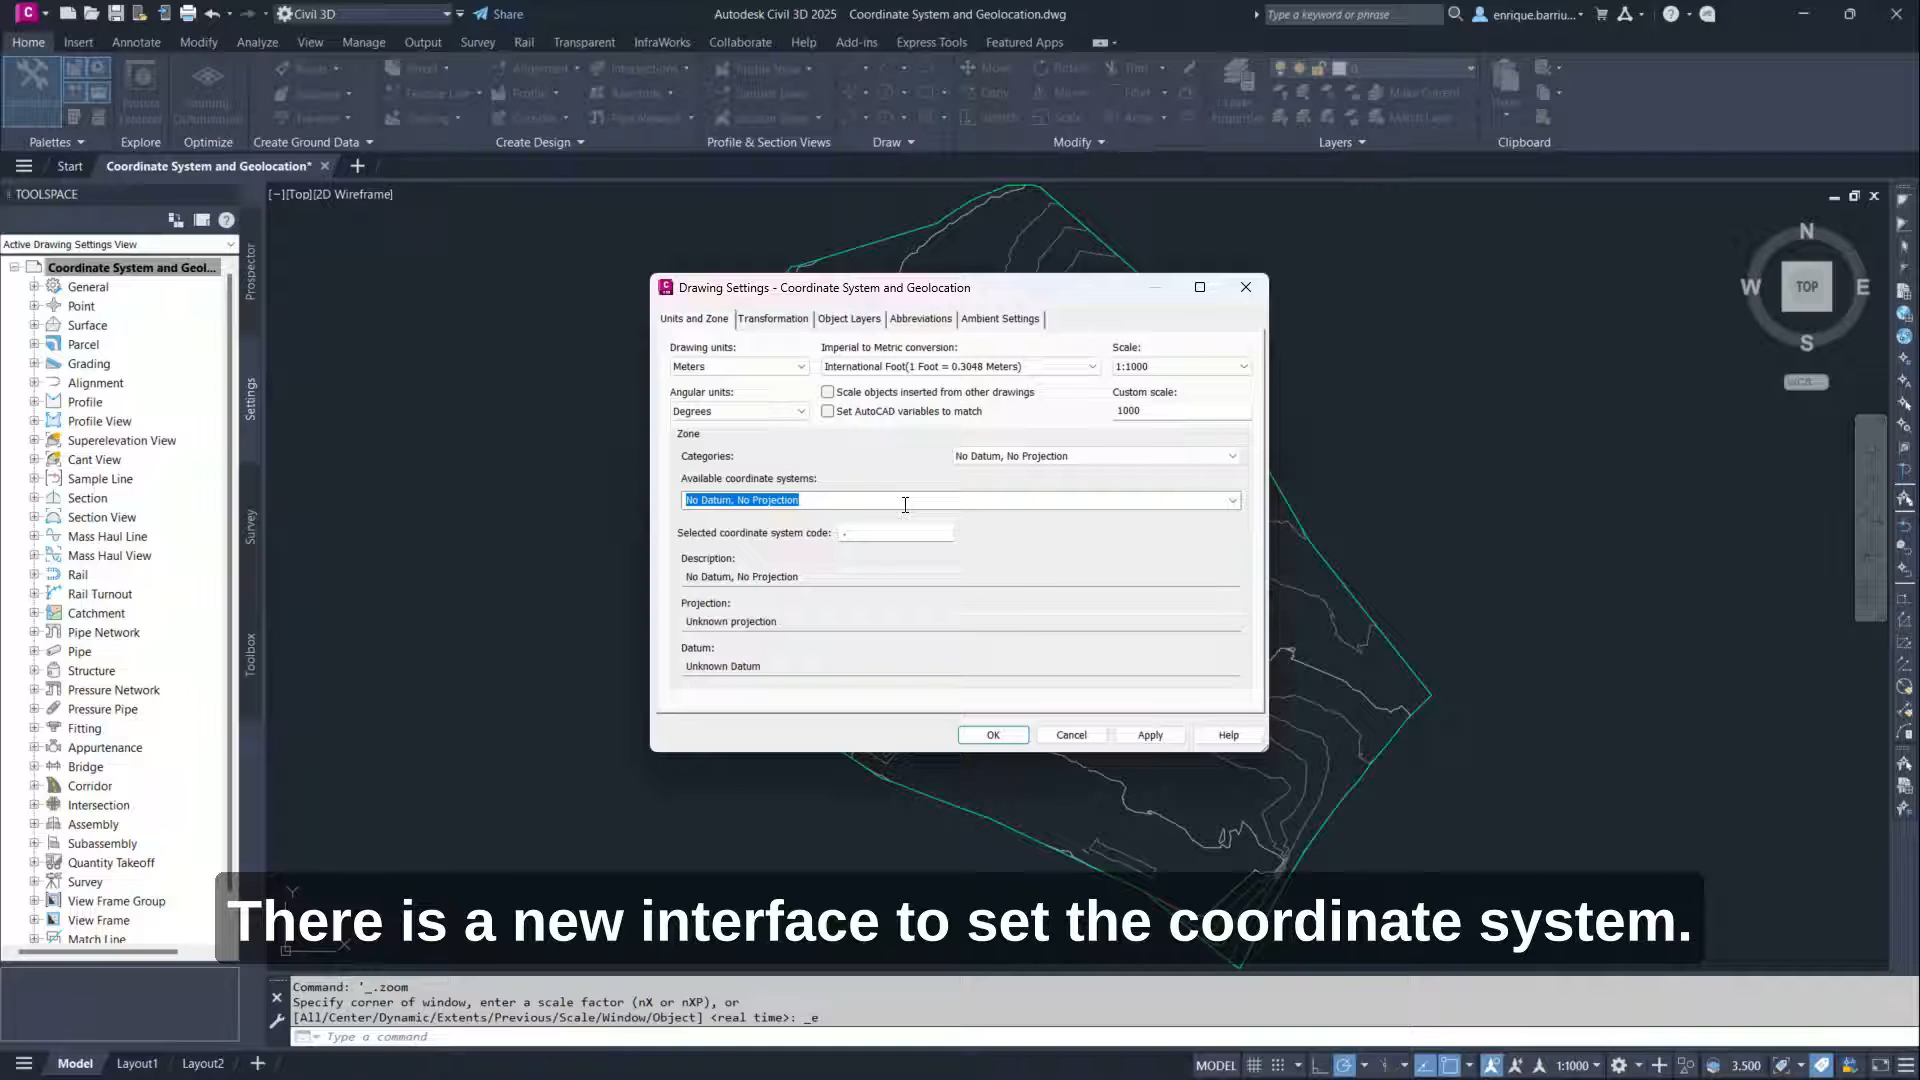 Civil 3D
Share
Autodesk Civil 3D 2025 Coordinate System and Geolocation.dwg
Type a keyword or phrase
enrique.barriu...
Home Insert Annotate Modify Analyze View Manage Output Survey Rail Transparent InfraWorks Collaborate Help Add-ins Express Tools Featured Apps
Make Current
Palettes Explore Optimize Create Ground Data Create Design Profile & Section Views Draw Modify Layers Clipboard
Start Coordinate System and Geolocation*
TOOLSPACE
[−][Top][2D Wireframe]
Active Drawing Settings View
Coordinate System and Geol...
General
Point
Surface
Parcel
Grading
Alignment
Profile
Profile View
Superelevation View
Cant View
Sample Line
Section
Section View
Mass Haul Line
Mass Haul View
Rail
Rail Turnout
Catchment
Pipe Network
Pipe
Structure
Pressure Network
Pressure Pipe
Fitting
Appurtenance
Bridge
Corridor
Intersection
Assembly
Subassembly
Quantity Takeoff
Survey
View Frame Group
View Frame
Match Line
Prospector
Settings
Survey
Toolbox
Drawing Settings - Coordinate System and Geolocation
Units and Zone Transformation Object Layers Abbreviations Ambient Settings
Drawing units: Imperial to Metric conversion: Scale:
Meters International Foot(1 Foot = 0.3048 Meters) 1:1000
Angular units: Scale objects inserted from other drawings Custom scale:
Degrees Set AutoCAD variables to match 1000
Zone
Categories: No Datum, No Projection
Available coordinate systems:
No Datum, No Projection
Selected coordinate system code: .
Description:
No Datum, No Projection
Projection:
Unknown projection
Datum:
Unknown Datum
OK Cancel Apply Help
N
W TOP E
S
WCS
There is a new interface to set the coordinate system.
Y
X
Command: '_.zoom
Specify corner of window, enter a scale factor (nX or nXP), or
[All/Center/Dynamic/Extents/Previous/Scale/Window/Object] <real time>: _e
Type a command
Model Layout1 Layout2
MODEL 1:1000 3.500